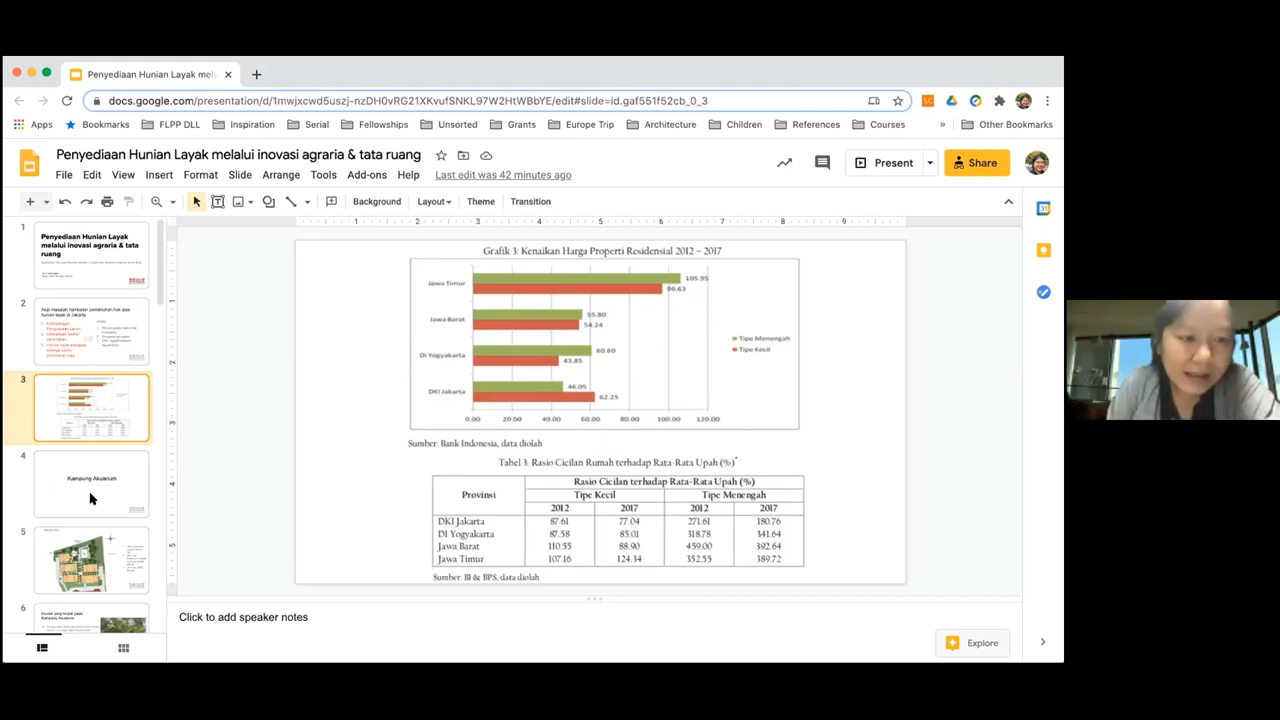 Penyediaan Hunian Layak mel
docs.google.com/presentation/d/1mwjxcwd5uszj-nzDH0vRG21XKvufSNKL97W2HtWBbYE/edit#slide=id.gaf551f52cb_0_3
Apps Bookmarks FLPP DLL Inspiration Serial Fellowships Unsorted Grants Europe Trip Architecture Children References Courses » Other Bookmarks
Penyediaan Hunian Layak melalui inovasi agraria & tata ruang
Present Share
File Edit View Insert Format Slide Arrange Tools Add-ons Help Last edit was 42 minutes ago
Background Layout Theme Transition
1
Penyediaan Hunian Layak
melalui inovasi agraria & tata
ruang
2
3
4
Kampung Akuarium
5
6
Grafik 3: Kenaikan Harga Properti Residensial 2012 – 2017
Jawa Timur 105.95
96.63
Jawa Barat 55.80
54.24
DI Yogyakarta 60.60
43.85
DKI Jakarta 46.05
62.25
Tipe Menengah
Tipe Kecil
0.00 20.00 40.00 60.00 80.00 100.00 120.00
Sumber: Bank Indonesia, data diolah
Tabel 3. Rasio Cicilan Rumah terhadap Rata-Rata Upah (%)*
Provinsi
Rasio Cicilan terhadap Rata-Rata Upah (%)
Tipe Kecil Tipe Menengah
2012 2017 2012 2017
DKI Jakarta 87.61 77.04 271.61 180.76
DI Yogyakarta 87.58 85.01 318.78 341.64
Jawa Barat 110.55 88.90 459.00 392.64
Jawa Timur 107.16 124.34 352.55 389.72
Sumber: BI & BPS, data diolah
Click to add speaker notes
Explore